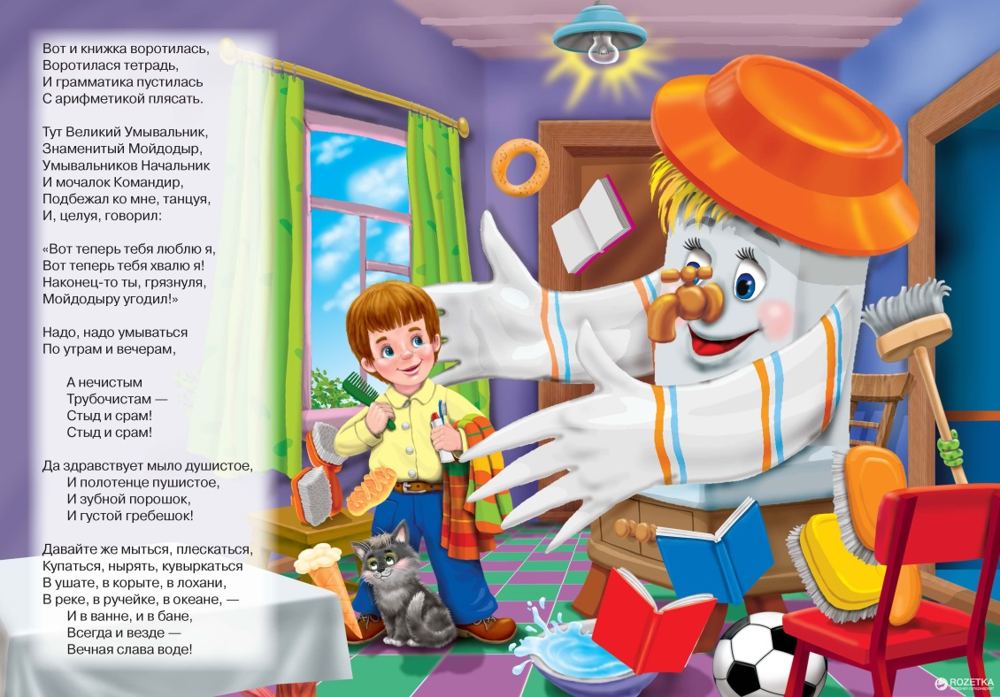 Вот и книжка воротилась,
Воротилася тетрадь,
И грамматика пустилась
С арифметикой плясать.
Тут Великий Умывальник,
Знаменитый Мойдодыр,
Умывальников Начальник
И мочалок Командир,
Подбежал ко мне, танцуя,
И, целуя, говорил:
«Вот теперь тебя люблю я,
Вот теперь тебя хвалю я!
Наконец-то ты, грязнуля,
Мойдодыру угодил!»
Надо, надо умываться
По утрам и вечерам,
А нечистым
Трубочистам —
Стыд и срам!
Стыд и срам!
Да здравствует мыло душистое,
И полотенце пушистое,
И зубной порошок,
И густой гребешок!
Давайте же мыться, плескаться,
Купаться, нырять, кувыркаться
В ушате, в корыте, в лохани,
В реке, в ручейке, в океане, —
И в ванне, и в бане,
Всегда и везде —
Вечная слава воде!
ROZETKA